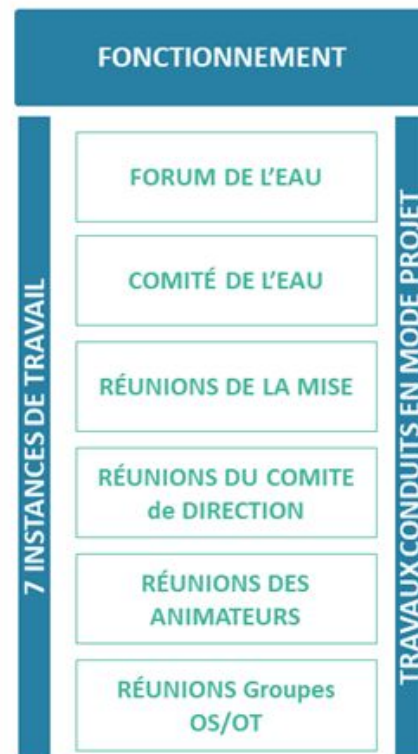 FONCTIONNEMENT
7 INSTANCES DE TRAVAIL
FORUM DE L'EAU
COMITÉ DE L'EAU
RÉUNIONS DE LA MISE
RÉUNIONS DU COMITE
de DIRECTION
RÉUNIONS DES
ANIMATEURS
RÉUNIONS Groupes
OS/OT
TRAVAUX CONDUITS EN MODE PROJET